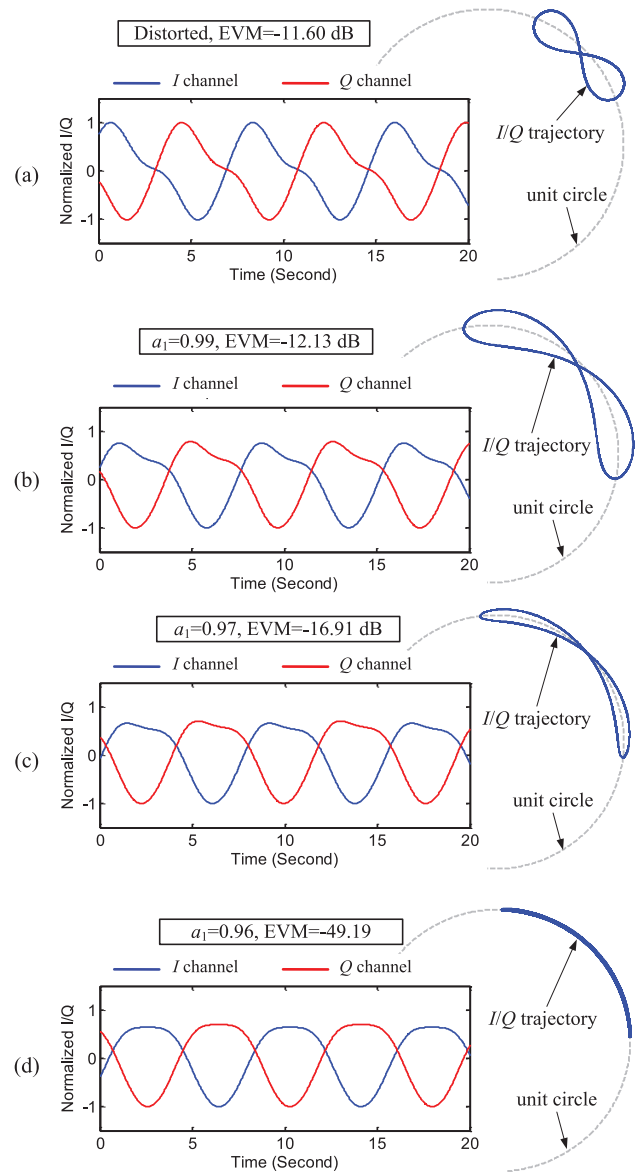 Distorted, EVM=-11.60 dB
I channel
Q channel
Normalized I/Q
1
0
-1
0
5
10
15
20
Time (Second)
(a)
I/Q trajectory
unit circle
a1=0.99, EVM=-12.13 dB
I channel
Q channel
Normalized I/Q
1
0
-1
0
5
10
15
20
Time (Second)
(b)
I/Q trajectory
unit circle
a1=0.97, EVM=-16.91 dB
I channel
Q channel
Normalized I/Q
1
0
-1
0
5
10
15
20
Time (Second)
(c)
I/Q trajectory
unit circle
a1=0.96, EVM=-49.19
I channel
Q channel
Normalized I/Q
1
0
-1
0
5
10
15
20
Time (Second)
(d)
I/Q trajectory
unit circle